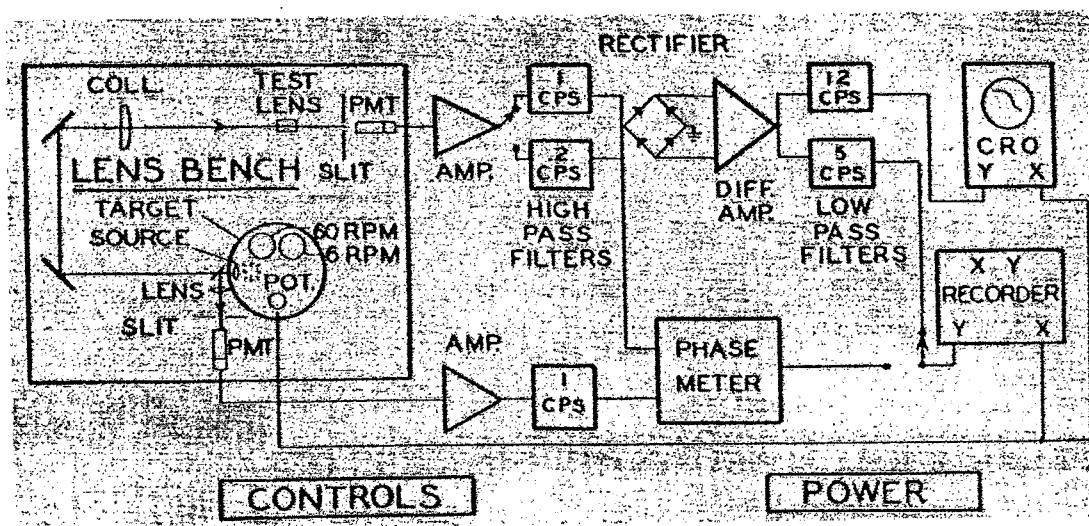 RECTIFIER
COLL.
TEST
LENS
PMT
SLIT
LENS BENCH
TARGET
SOURCE
60 RPM
6 RPM
POT.
LENS
SLIT
PMT
AMP.
1
CPS
2
CPS
HIGH
PASS
FILTERS
DIFF.
AMP.
12
CPS
5
CPS
LOW
PASS
FILTERS
CRO
Y X
X Y
RECORDER
Y X
AMP.
1
CPS
PHASE
METER
CONTROLS
POWER